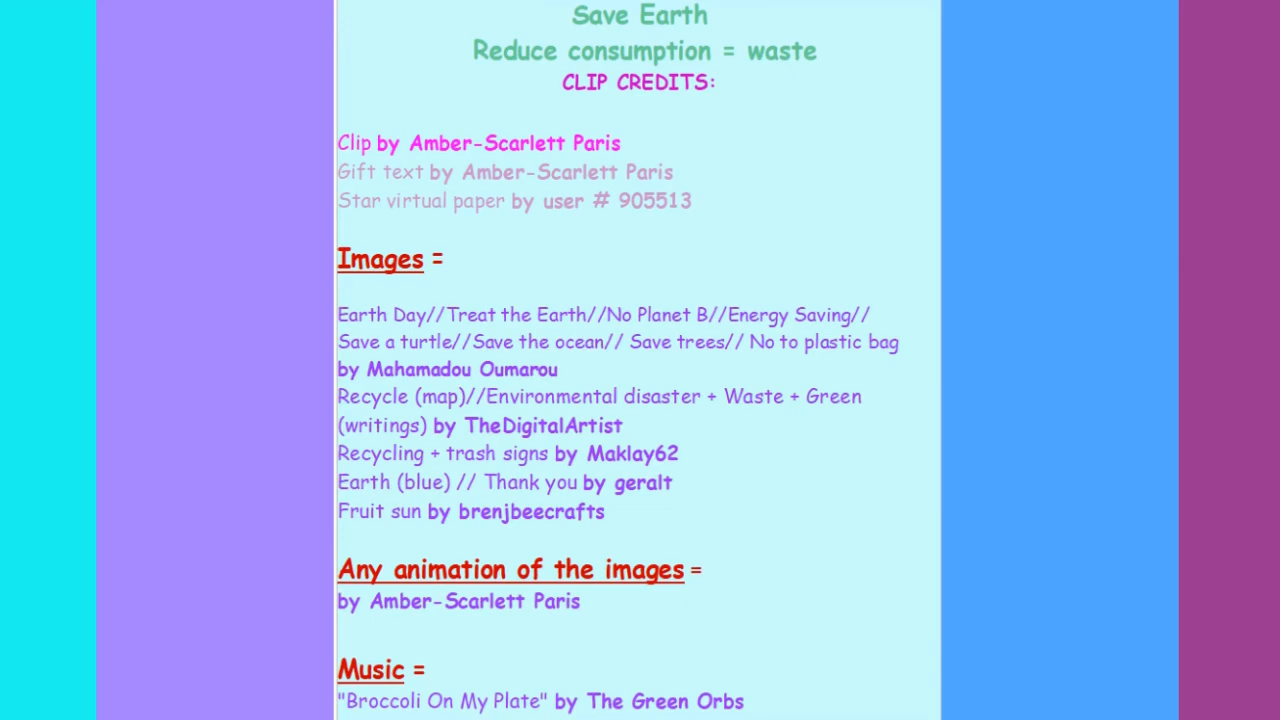 Save Earth
Reduce consumption = waste
CLIP CREDITS:
Clip by Amber-Scarlett Paris
Gift text by Amber-Scarlett Paris
Star virtual paper by user # 905513
Images =
Earth Day//Treat the Earth//No Planet B//Energy Saving//
Save a turtle//Save the ocean// Save trees// No to plastic bag
by Mahamadou Oumarou
Recycle (map)//Environmental disaster + Waste + Green
(writings) by TheDigitalArtist
Recycling + trash signs by Maklay62
Earth (blue) // Thank you by geralt
Fruit sun by brenjbeecrafts
Any animation of the images =
by Amber-Scarlett Paris
Music =
"Broccoli On My Plate" by The Green Orbs